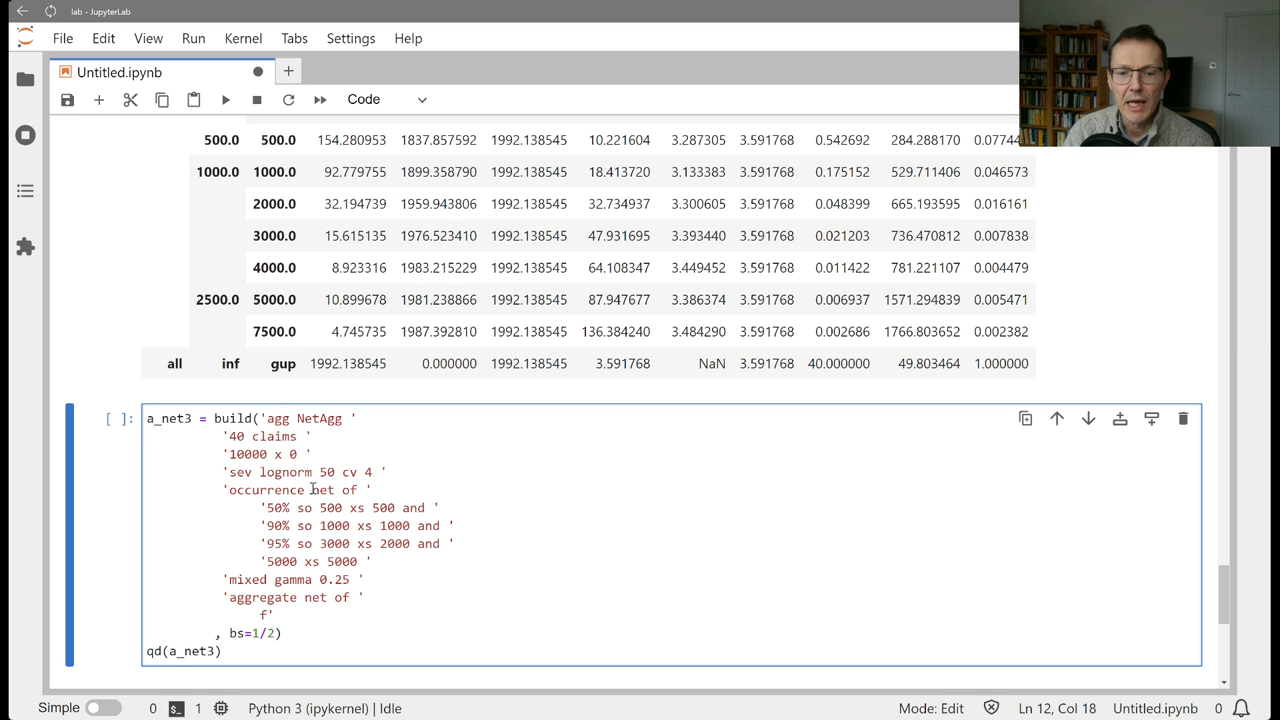 lab - JupyterLab
File Edit View Run Kernel Tabs Settings Help
Untitled.ipynb
Code
500.0 500.0 154.280953 1837.857592 1992.138545 10.221604 3.287305 3.591768 0.542692 284.288170 0.07744
1000.0 1000.0 92.779755 1899.358790 1992.138545 18.413720 3.133383 3.591768 0.175152 529.711406 0.046573
2000.0 32.194739 1959.943806 1992.138545 32.734937 3.300605 3.591768 0.048399 665.193595 0.016161
3000.0 15.615135 1976.523410 1992.138545 47.931695 3.393440 3.591768 0.021203 736.470812 0.007838
4000.0 8.923316 1983.215229 1992.138545 64.108347 3.449452 3.591768 0.011422 781.221107 0.004479
2500.0 5000.0 10.899678 1981.238866 1992.138545 87.947677 3.386374 3.591768 0.006937 1571.294839 0.005471
7500.0 4.745735 1987.392810 1992.138545 136.384240 3.484290 3.591768 0.002686 1766.803652 0.002382
all inf gup 1992.138545 0.000000 1992.138545 3.591768 NaN 3.591768 40.000000 49.803464 1.000000
[ ]: a_net3 = build('agg NetAgg '
'40 claims '
'10000 x 0 '
'sev lognorm 50 cv 4 '
'occurrence net of '
'50% so 500 xs 500 and '
'90% so 1000 xs 1000 and '
'95% so 3000 xs 2000 and '
'5000 xs 5000 '
'mixed gamma 0.25 '
'aggregate net of '
f'
, bs=1/2)
qd(a_net3)
Simple 0 1 Python 3 (ipykernel) | Idle Mode: Edit Ln 12, Col 18 Untitled.ipynb 0